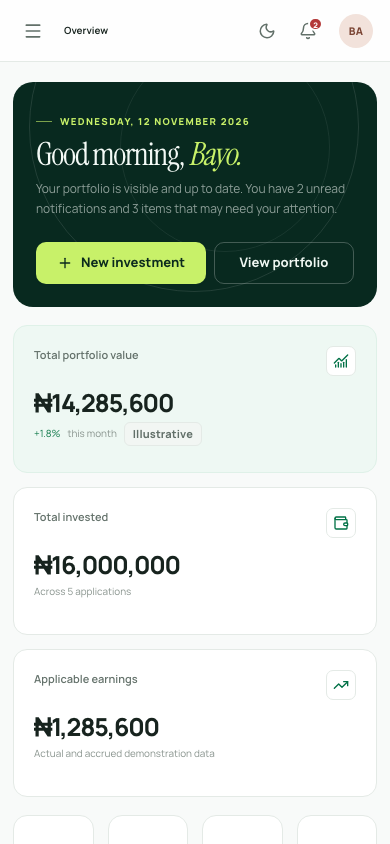 Overview
2
BA
WEDNESDAY, 12 NOVEMBER 2026
Good morning, Bayo.
Your portfolio is visible and up to date. You have 2 unread
notifications and 3 items that may need your attention.
+ New investment
View portfolio
Total portfolio value
₦14,285,600
+1.8% this month Illustrative
Total invested
₦16,000,000
Across 5 applications
Applicable earnings
₦1,285,600
Actual and accrued demonstration data